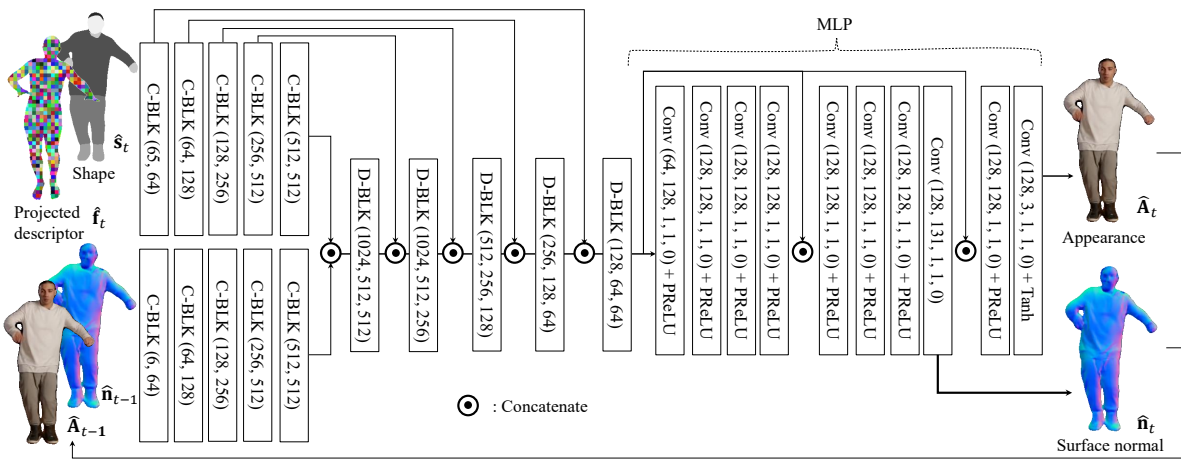 MLP
ŝₜ
Shape
Projected
descriptor
f̂ₜ
C-BLK (65, 64)
C-BLK (64, 128)
C-BLK (128, 256)
C-BLK (256, 512)
C-BLK (512, 512)
C-BLK (6, 64)
C-BLK (64, 128)
C-BLK (128, 256)
C-BLK (256, 512)
C-BLK (512, 512)
n̂ₜ₋₁
Âₜ₋₁
D-BLK (1024, 512, 512)
D-BLK (1024, 512, 256)
D-BLK (512, 256, 128)
D-BLK (256, 128, 64)
D-BLK (128, 64, 64)
Conv (64, 128, 1, 1, 0) + PReLU
Conv (128, 128, 1, 1, 0) + PReLU
Conv (128, 128, 1, 1, 0) + PReLU
Conv (128, 128, 1, 1, 0) + PReLU
Conv (128, 128, 1, 1, 0) + PReLU
Conv (128, 128, 1, 1, 0) + PReLU
Conv (128, 128, 1, 1, 0) + PReLU
Conv (128, 131, 1, 1, 0)
Conv (128, 128, 1, 1, 0) + PReLU
Conv (128, 3, 1, 1, 0) + Tanh
Âₜ
Appearance
n̂ₜ
Surface normal
: Concatenate